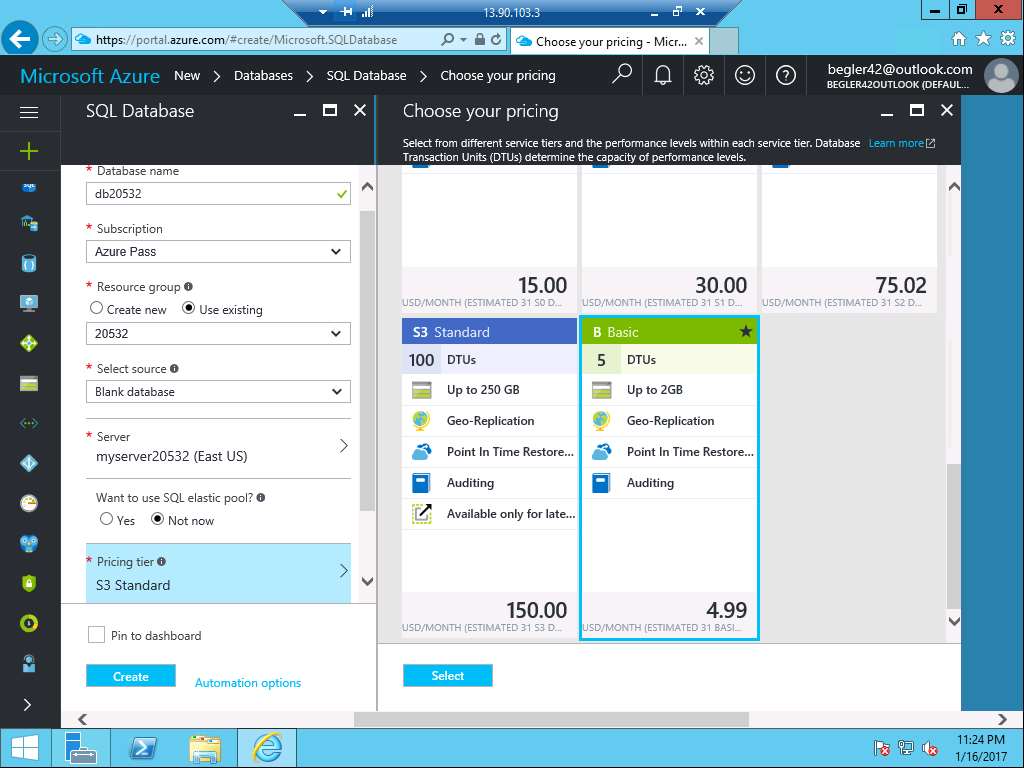 13.90.103.3
https://portal.azure.com/#create/Microsoft.SQLDatabase
Choose your pricing - Micr...
Microsoft Azure New > Databases > SQL Database > Choose your pricing
begler42@outlook.com
BEGLER42OUTLOOK (DEFAUL...
SQL Database
* Database name
db20532
* Subscription
Azure Pass
* Resource group
Create new Use existing
20532
* Select source
Blank database
* Server
myserver20532 (East US)
Want to use SQL elastic pool?
Yes Not now
* Pricing tier
S3 Standard
Pin to dashboard
Create Automation options
Choose your pricing
Select from different service tiers and the performance levels within each service tier. Database Learn more
Transaction Units (DTUs) determine the capacity of performance levels.
15.00
USD/MONTH (ESTIMATED 31 S0 D...
30.00
USD/MONTH (ESTIMATED 31 S1 D...
75.02
USD/MONTH (ESTIMATED 31 S2 D...
S3 Standard
100 DTUs
Up to 250 GB
Geo-Replication
Point In Time Restore...
Auditing
Available only for late...
150.00
USD/MONTH (ESTIMATED 31 S3 D...
B Basic
5 DTUs
Up to 2GB
Geo-Replication
Point In Time Restore...
Auditing
4.99
USD/MONTH (ESTIMATED 31 BASI...
Select
11:24 PM
1/16/2017